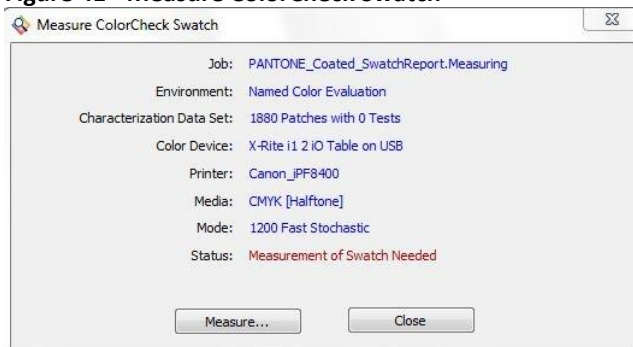 Measure ColorCheck Swatch
Measure ColorCheck Swatch
Job: PANTONE_Coated_SwatchReport.Measuring
Environment: Named Color Evaluation
Characterization Data Set: 1880 Patches with 0 Tests
Color Device: X-Rite i1 2 iO Table on USB
Printer: Canon_iPF8400
Media: CMYK [Halftone]
Mode: 1200 Fast Stochastic
Status: Measurement of Swatch Needed
Measure... Close